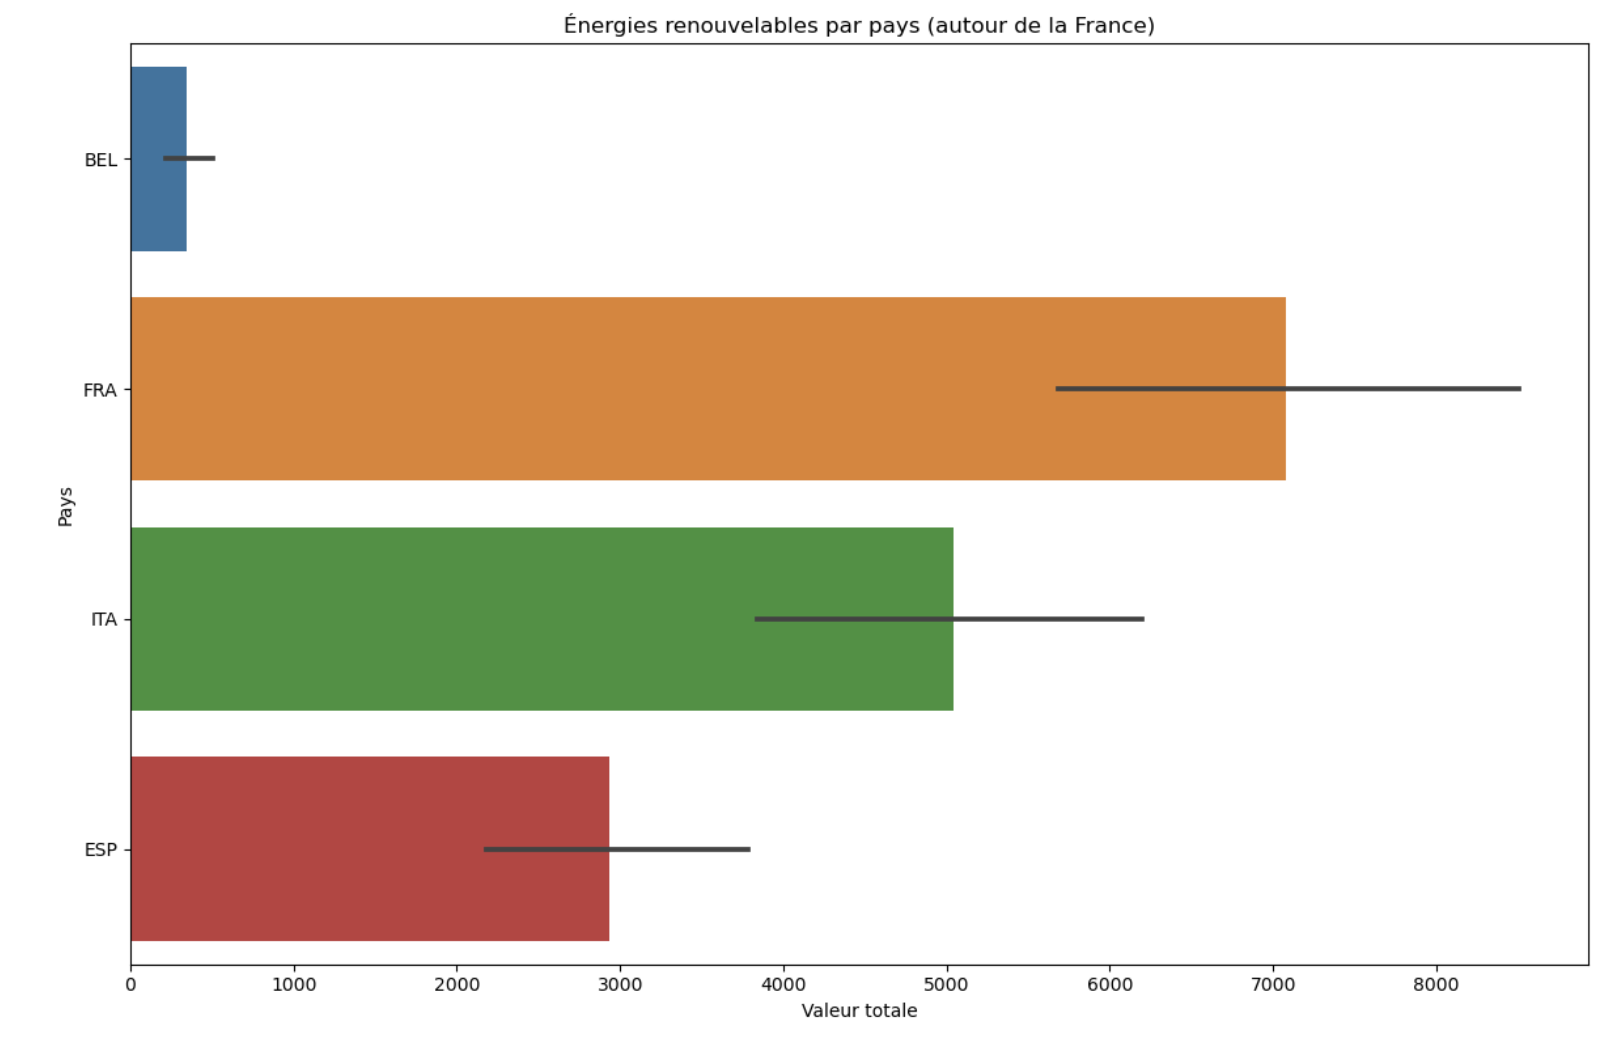 Énergies renouvelables par pays (autour de la France)
BEL
FRA
ITA
ESP
Pays
0 1000 2000 3000 4000 5000 6000 7000 8000
Valeur totale